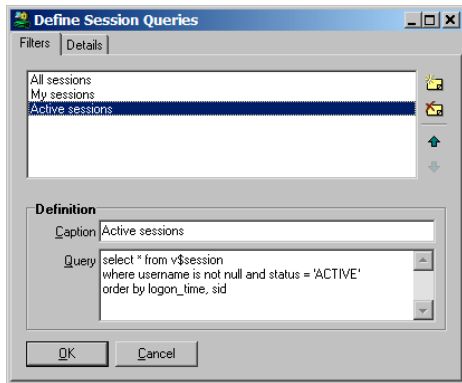 Define Session Queries
Filters Details
All sessions
My sessions
Active sessions
Definition
Caption Active sessions
Query select * from v$session
where username is not null and status = 'ACTIVE'
order by logon_time, sid
OK Cancel